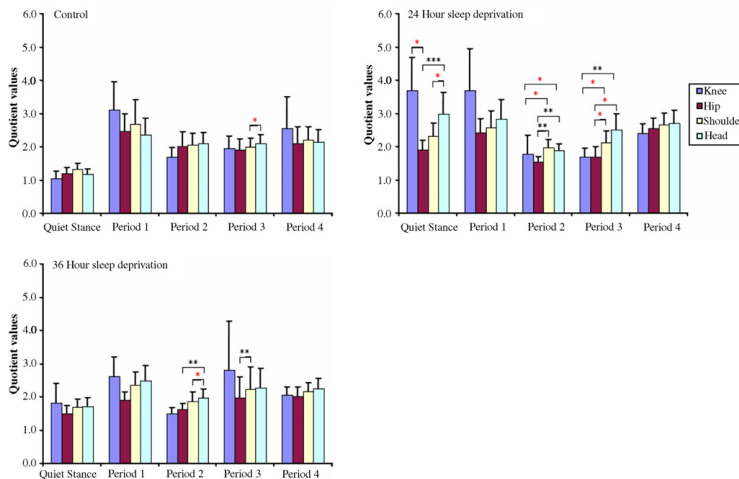 Control
Quotient values
6.0
5.0
4.0
3.0
2.0
1.0
0.0
Quiet Stance Period 1 Period 2 Period 3 Period 4
*
24 Hour sleep deprivation
Quotient values
6.0
5.0
4.0
3.0
2.0
1.0
0.0
Quiet Stance Period 1 Period 2 Period 3 Period 4
*
***
*
*
*
**
**
**
*
*
*
Knee
Hip
Shoulde
Head
36 Hour sleep deprivation
Quotient values
6.0
5.0
4.0
3.0
2.0
1.0
0.0
Quiet Stance Period 1 Period 2 Period 3 Period 4
**
*
**